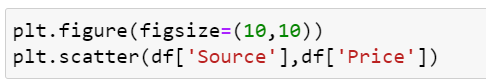 plt.figure(figsize=(10,10))
plt.scatter(df['Source'],df['Price'])